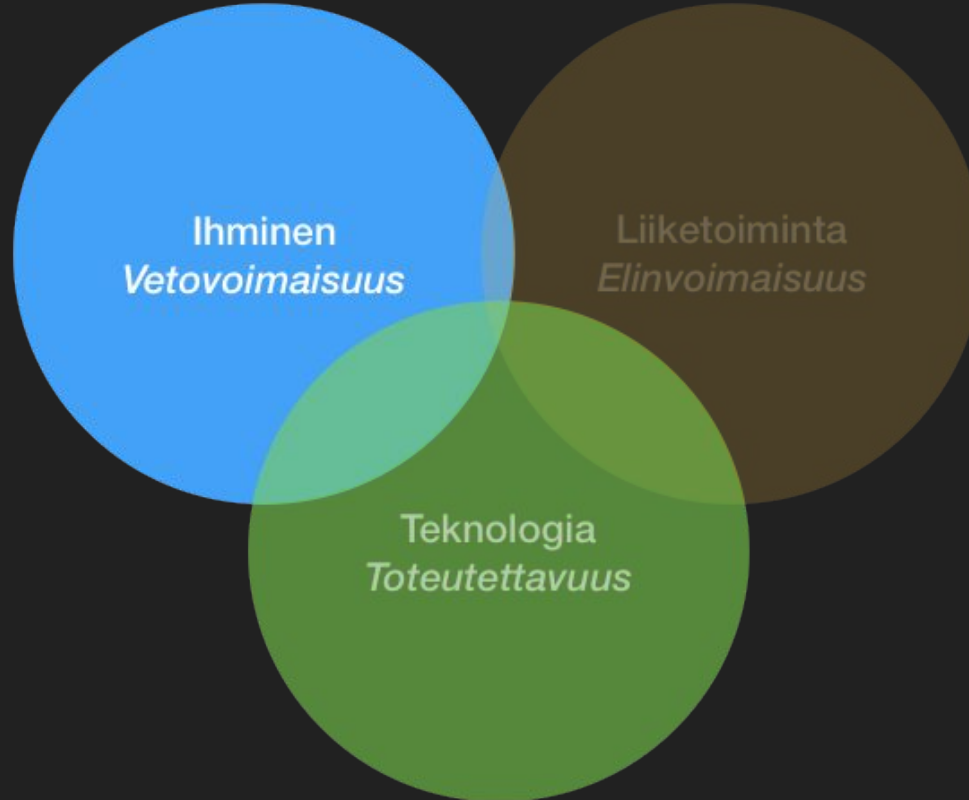 Ihminen
Vetovoimaisuus
Liiketoiminta
Elinvoimaisuus
Teknologia
Toteutettavuus